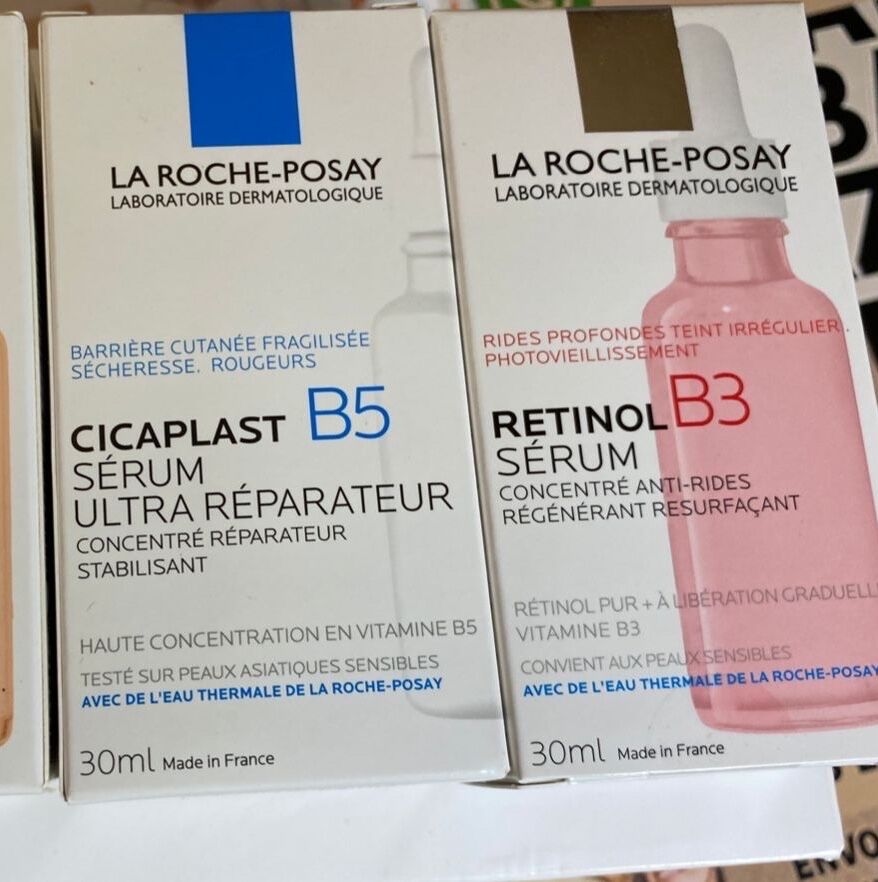 LA ROCHE-POSAY
LABORATOIRE DERMATOLOGIQUE
BARRIÈRE CUTANÉE FRAGILISÉE
SÉCHERESSE. ROUGEURS
CICAPLAST B5
SÉRUM
ULTRA RÉPARATEUR
CONCENTRÉ RÉPARATEUR
STABILISANT
HAUTE CONCENTRATION EN VITAMINE B5
TESTÉ SUR PEAUX ASIATIQUES SENSIBLES
AVEC DE L'EAU THERMALE DE LA ROCHE-POSAY
30ml Made in France
LA ROCHE-POSAY
LABORATOIRE DERMATOLOGIQUE
RIDES PROFONDES TEINT IRRÉGULIER.
PHOTOVIEILLISSEMENT
RETINOL B3
SÉRUM
CONCENTRÉ ANTI-RIDES
RÉGÉNÉRANT RESURFAÇANT
RÉTINOL PUR + À LIBÉRATION GRADUELL
VITAMINE B3
CONVIENT AUX PEAUX SENSIBLES
AVEC DE L'EAU THERMALE DE LA ROCHE-POSAY
30ml Made in France